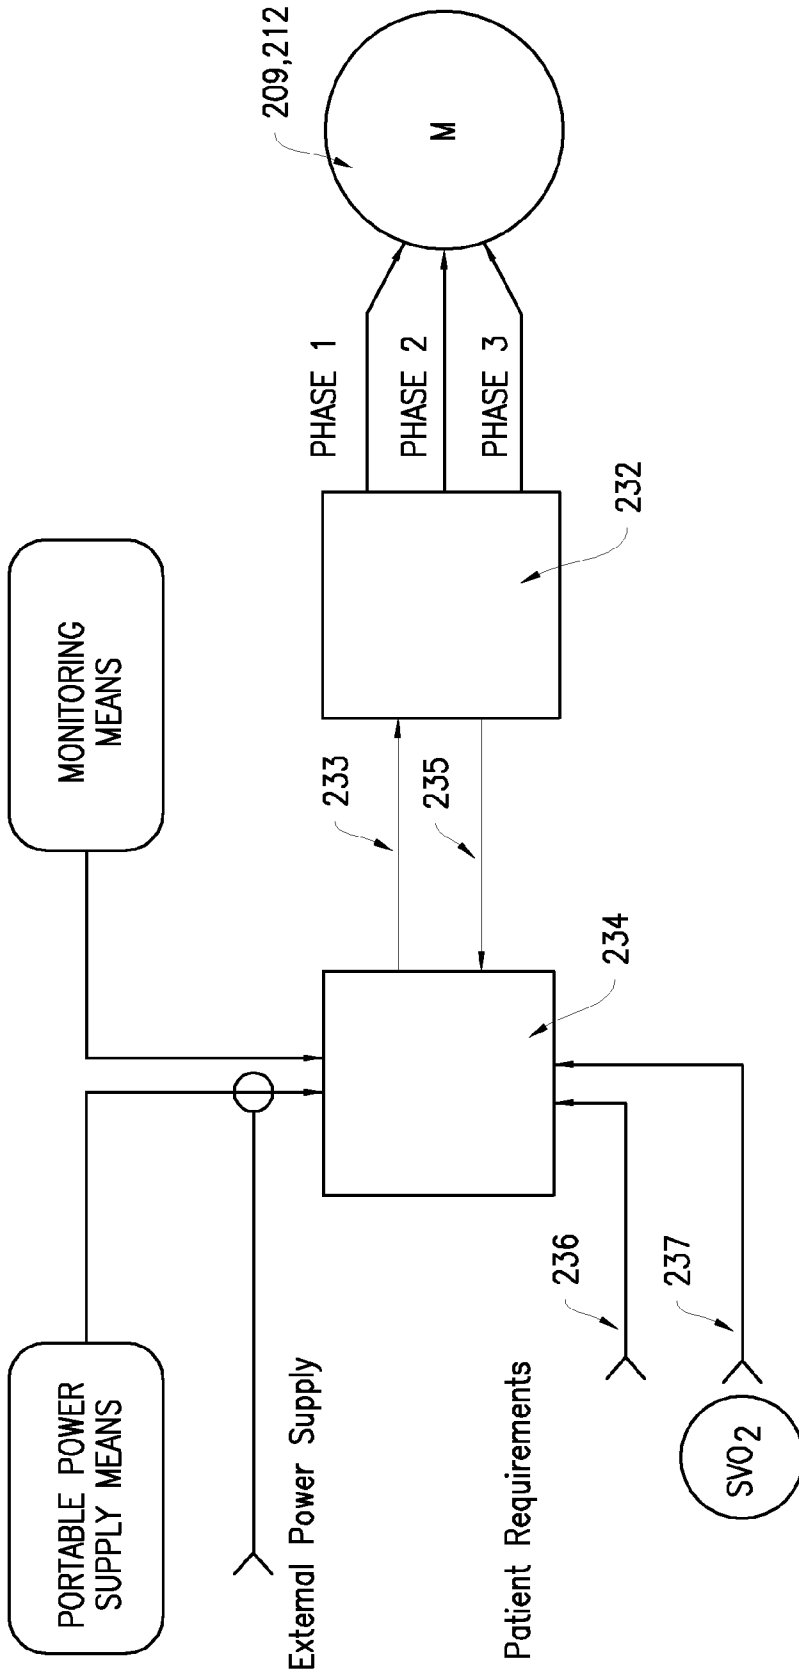 PORTABLE POWER
SUPPLY MEANS
MONITORING
MEANS
External Power Supply
209,212
M
PHASE 1
PHASE 2
PHASE 3
233
235
232
234
Patient Requirements
236
237
SVO2